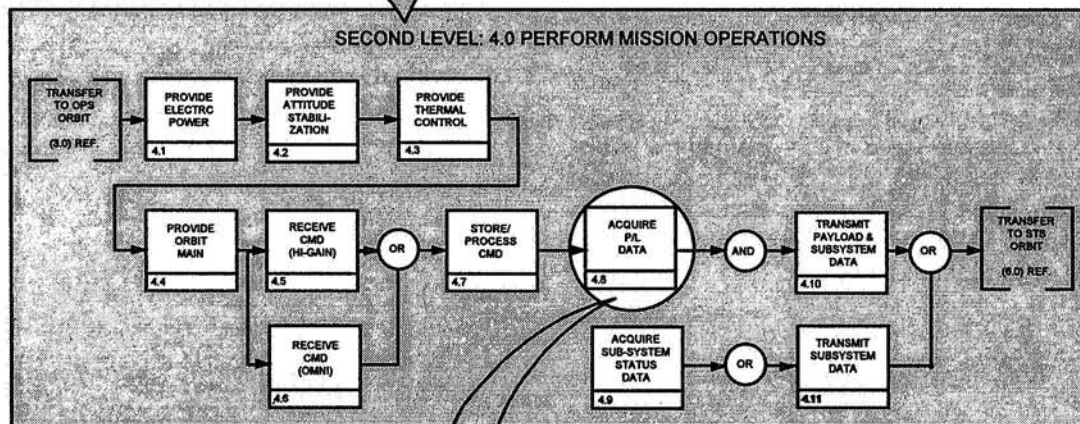 SECOND LEVEL: 4.0 PERFORM MISSION OPERATIONS
TRANSFER
TO OPS
ORBIT
(3.0) REF.
PROVIDE
ELECTRC
POWER
4.1
PROVIDE
ATTITUDE
STABILI-
ZATION
4.2
PROVIDE
THERMAL
CONTROL
4.3
PROVIDE
ORBIT
MAIN
4.4
RECEIVE
CMD
(HI-GAIN)
4.5
OR
STORE/
PROCESS
CMD
4.7
ACQUIRE
P/L
DATA
4.8
AND
TRANSMIT
PAYLOAD &
SUBSYSTEM
DATA
4.10
OR
TRANSFER
TO STS
ORBIT
(6.0) REF.
RECEIVE
CMD
(OMNI)
4.6
ACQUIRE
SUB-SYSTEM
STATUS
DATA
4.9
OR
TRANSMIT
SUBSYSTEM
DATA
4.11